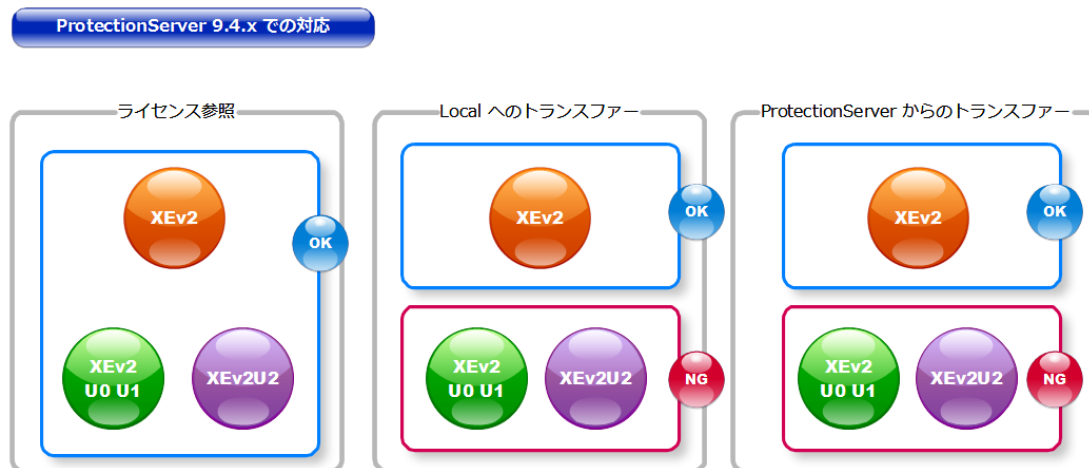 ProtectionServer 9.4.x での対応
ライセンス参照
XEv2
OK
XEv2
U0 U1
XEv2U2
Local へのトランスファー
XEv2
OK
XEv2
U0 U1
XEv2U2
NG
ProtectionServer からのトランスファー
XEv2
OK
XEv2
U0 U1
XEv2U2
NG